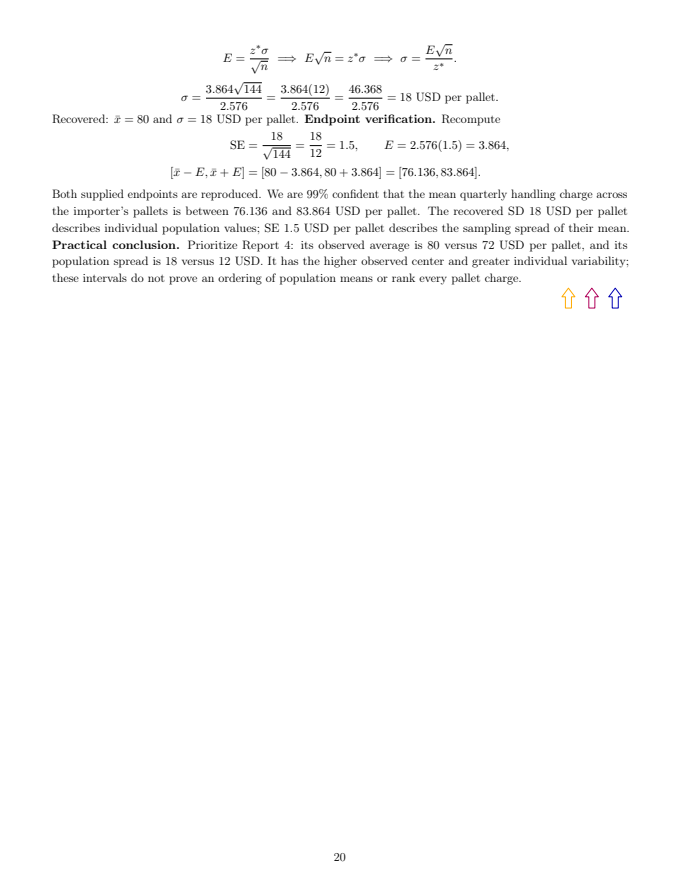 E = z*σ/√n ⟹ E√n = z*σ ⟹ σ = E√n/z*.
σ = 3.864√144/2.576 = 3.864(12)/2.576 = 46.368/2.576 = 18 USD per pallet.
Recovered: x̄ = 80 and σ = 18 USD per pallet. Endpoint verification. Recompute
SE = 18/√144 = 18/12 = 1.5, E = 2.576(1.5) = 3.864,
[x̄ − E, x̄ + E] = [80 − 3.864, 80 + 3.864] = [76.136, 83.864].
Both supplied endpoints are reproduced. We are 99% confident that the mean quarterly handling charge across
the importer's pallets is between 76.136 and 83.864 USD per pallet. The recovered SD 18 USD per pallet
describes individual population values; SE 1.5 USD per pallet describes the sampling spread of their mean.
Practical conclusion. Prioritize Report 4: its observed average is 80 versus 72 USD per pallet, and its
population spread is 18 versus 12 USD. It has the higher observed center and greater individual variability;
these intervals do not prove an ordering of population means or rank every pallet charge.
20